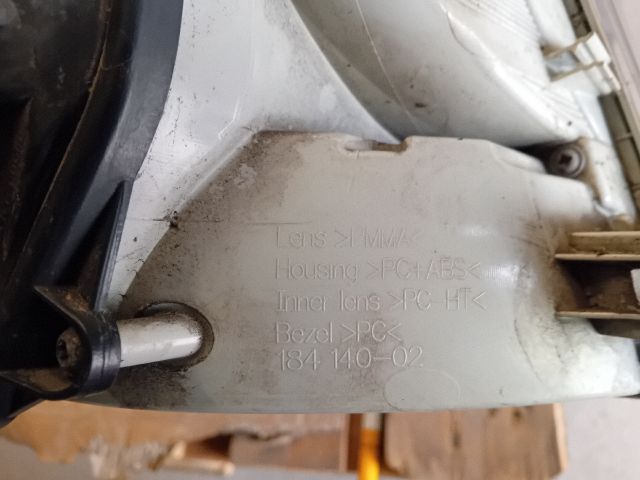 Lens >PMMA<
Housing >PC+ABS<
Inner lens >PC-HT<
Bezel >PC<
184 140-02